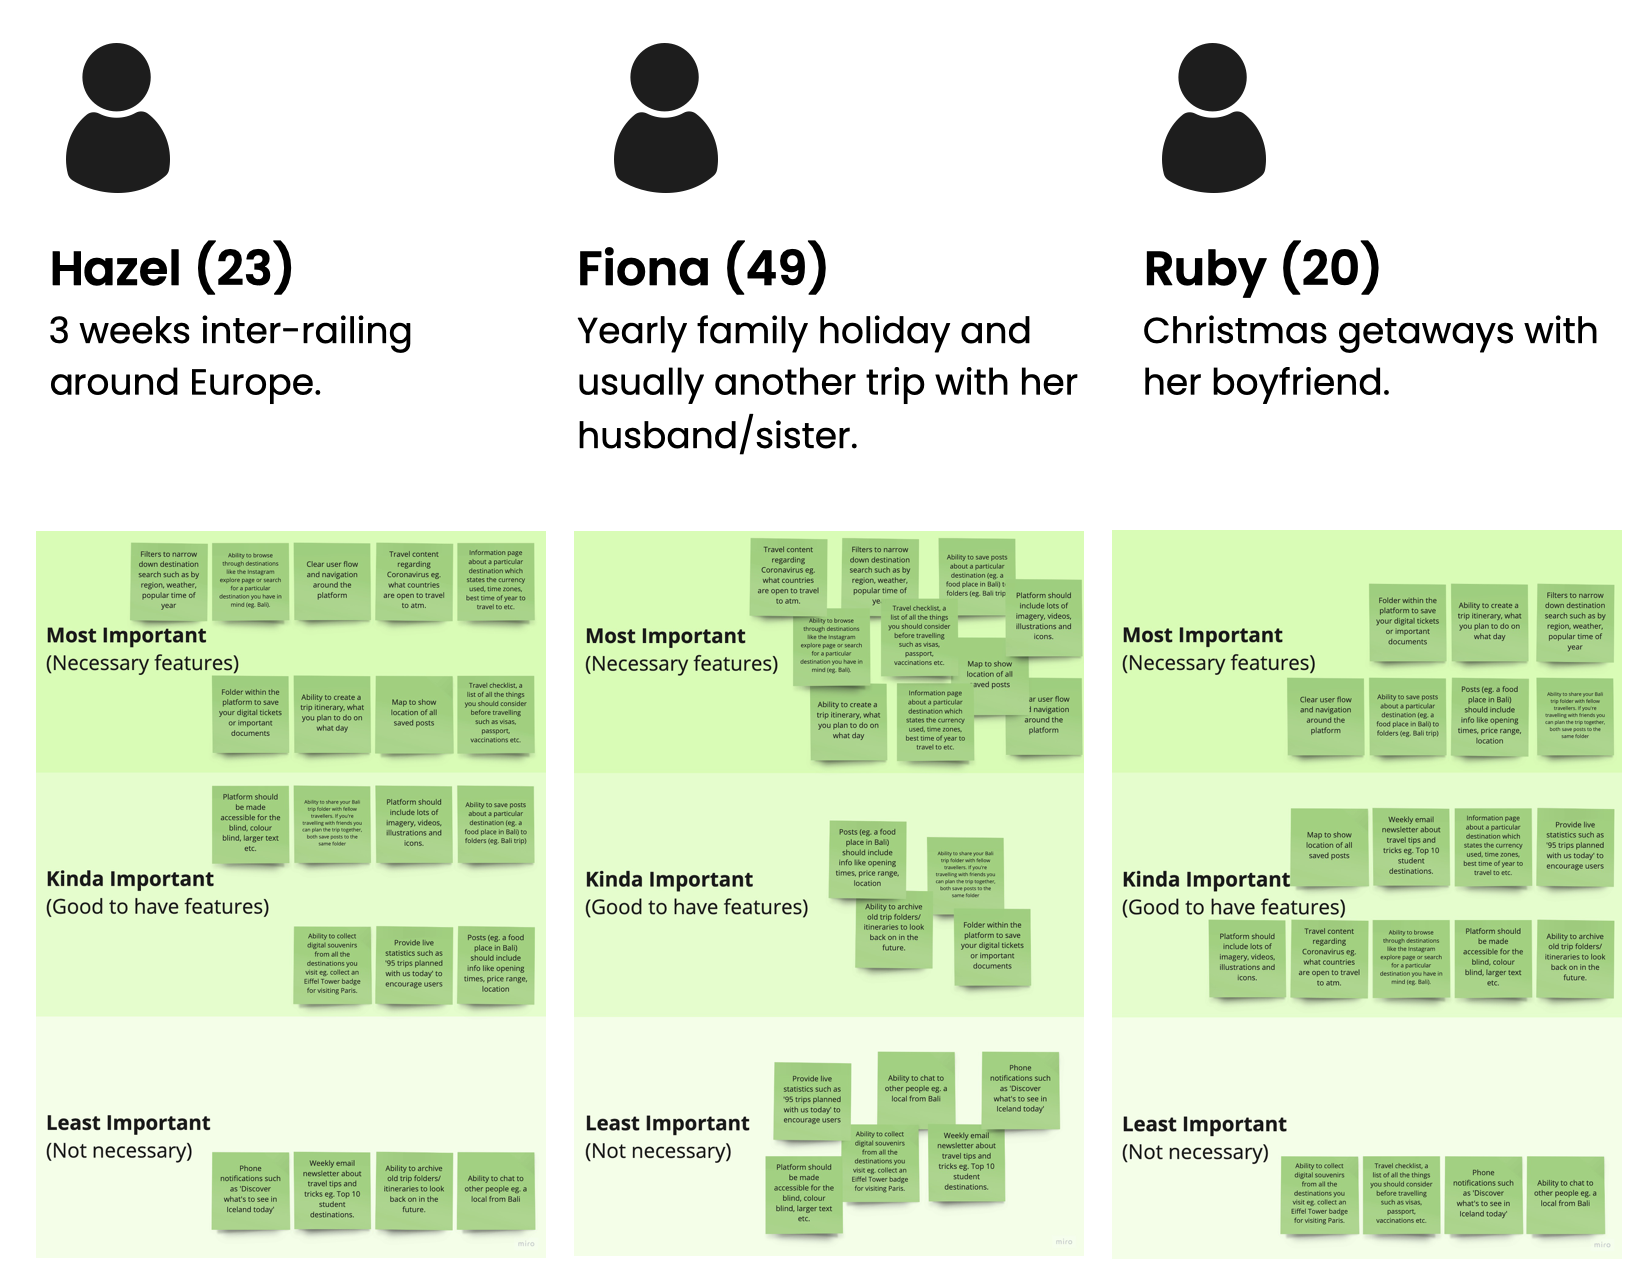 Hazel (23)
3 weeks inter-railing
around Europe.
Fiona (49)
Yearly family holiday and
usually another trip with her
husband/sister.
Ruby (20)
Christmas getaways with
her boyfriend.
Most Important
(Necessary features)
Filters to narrow
down destination
search such as by
region, weather,
popular time of
year
Ability to browse
through destinations
like the Instagram
explore page or search
for a particular
destination you have in
mind (eg. Bali).
Clear user flow
and navigation
around the
platform
Travel content
regarding
Coronavirus eg.
what countries
are open to travel
to atm.
Information page
about a particular
destination which
states the currency
used, time zones,
best time of year to
travel to etc.
Folder within the
platform to save
your digital tickets
or important
documents
Ability to create a
trip itinerary, what
you plan to do on
what day
Map to show
location of all
saved posts
Travel checklist, a
list of all the things
you should consider
before travelling
such as visas,
passport,
vaccinations etc.
Kinda Important
(Good to have features)
Platform should
be made
accessible for the
blind, colour
blind, larger text
etc.
Ability to share your Bali
trip folder with fellow
travellers. If you're
travelling with friends you
can plan the trip together,
both save posts to the
same folder
Platform should
include lots of
imagery, videos,
illustrations and
icons.
Ability to save posts
about a particular
destination (eg. a
food place in Bali) to
folders (eg. Bali trip)
Ability to collect
digital souvenirs
from all the
destinations you
visit eg. collect an
Eiffel Tower badge
for visiting Paris.
Provide live
statistics such as
'95 trips planned
with us today' to
encourage users
Posts (eg. a food
place in Bali)
should include
info like opening
times, price range,
location
Least Important
(Not necessary)
Phone
notifications such
as 'Discover
what's to see in
Iceland today'
Weekly email
newsletter about
travel tips and
tricks eg. Top 10
student
destinations.
Ability to archive
old trip folders/
itineraries to look
back on in the
future.
Ability to chat to
other people eg. a
local from Bali
miro
Most Important
(Necessary features)
Travel content
regarding
Coronavirus eg.
what countries
are open to travel
to atm.
Filters to narrow
down destination
search such as by
region, weather,
popular time of
ye
Ability to save posts
about a particular
destination (eg. a
food place in Bali) t
folders (eg. Bali trip
Platform should
include lots of
imagery, videos,
illustrations and
icons.
Ability to browse
through destinations
like the Instagram
explore page or search
for a particular
destination you have in
mind (eg. Bali).
Travel checklist, a
list of all the things
you should consider
before travelling
such as visas,
passport,
vaccinations etc.
Map to show
location of all
aved posts
Ability to create a
trip itinerary, what
you plan to do on
what day
Information page
about a particular
destination which
states the currency
used, time zones,
best time of year to
travel to etc.
ar user flow
d navigation
around the
platform
Kinda Important
(Good to have features)
Posts (eg. a food
place in Bali)
should include
info like opening
times, price range,
location
Ability to share your Bali
trip folder with fellow
travellers. If you're
travelling with friends you
can plan the trip together,
both save posts to the
same folder
Ability to archive
old trip folders/
itineraries to look
back on in the
future.
Folder within the
platform to save
your digital tickets
or important
documents
Least Important
(Not necessary)
Provide live
statistics such as
'95 trips planned
with us today' to
encourage users
Ability to chat to
other people eg. a
local from Bali
Phone
notifications such
as 'Discover
what's to see in
Iceland today'
Ability to collect
digital souvenirs
from all the
destinations you
visit eg. collect an
Eiffel Tower badge
for visiting Paris.
Weekly email
newsletter about
travel tips and
tricks eg. Top 10
student
destinations.
Platform should
be made
accessible for the
blind, colour
blind, larger text
etc.
miro
Most Important
(Necessary features)
Folder within the
platform to save
your digital tickets
or important
documents
Ability to create a
trip itinerary, what
you plan to do on
what day
Filters to narrow
down destination
search such as by
region, weather,
popular time of
year
Clear user flow
and navigation
around the
platform
Ability to save posts
about a particular
destination (eg. a
food place in Bali) to
folders (eg. Bali trip)
Posts (eg. a food
place in Bali)
should include
info like opening
times, price range,
location
Ability to share your Bali
trip folder with fellow
travellers. If you're
travelling with friends you
can plan the trip together,
both save posts to the
same folder
Kinda Important
(Good to have features)
Map to show
location of all
saved posts
Weekly email
newsletter about
travel tips and
tricks eg. Top 10
student
destinations.
Information page
about a particular
destination which
states the currency
used, time zones,
best time of year to
travel to etc.
Provide live
statistics such as
'95 trips planned
with us today' to
encourage users
Platform should
include lots of
imagery, videos,
illustrations and
icons.
Travel content
regarding
Coronavirus eg.
what countries
are open to travel
to atm.
Ability to browse
through destinations
like the Instagram
explore page or search
for a particular
destination you have in
mind (eg. Bali).
Platform should
be made
accessible for the
blind, colour
blind, larger text
etc.
Ability to archive
old trip folders/
itineraries to look
back on in the
future.
Least Important
(Not necessary)
Ability to collect
digital souvenirs
from all the
destinations you
visit eg. collect an
Eiffel Tower badge
for visiting Paris.
Travel checklist, a
list of all the things
you should consider
before travelling
such as visas,
passport,
vaccinations etc.
Phone
notifications such
as 'Discover
what's to see in
Iceland today'
Ability to chat to
other people eg. a
local from Bali
miro